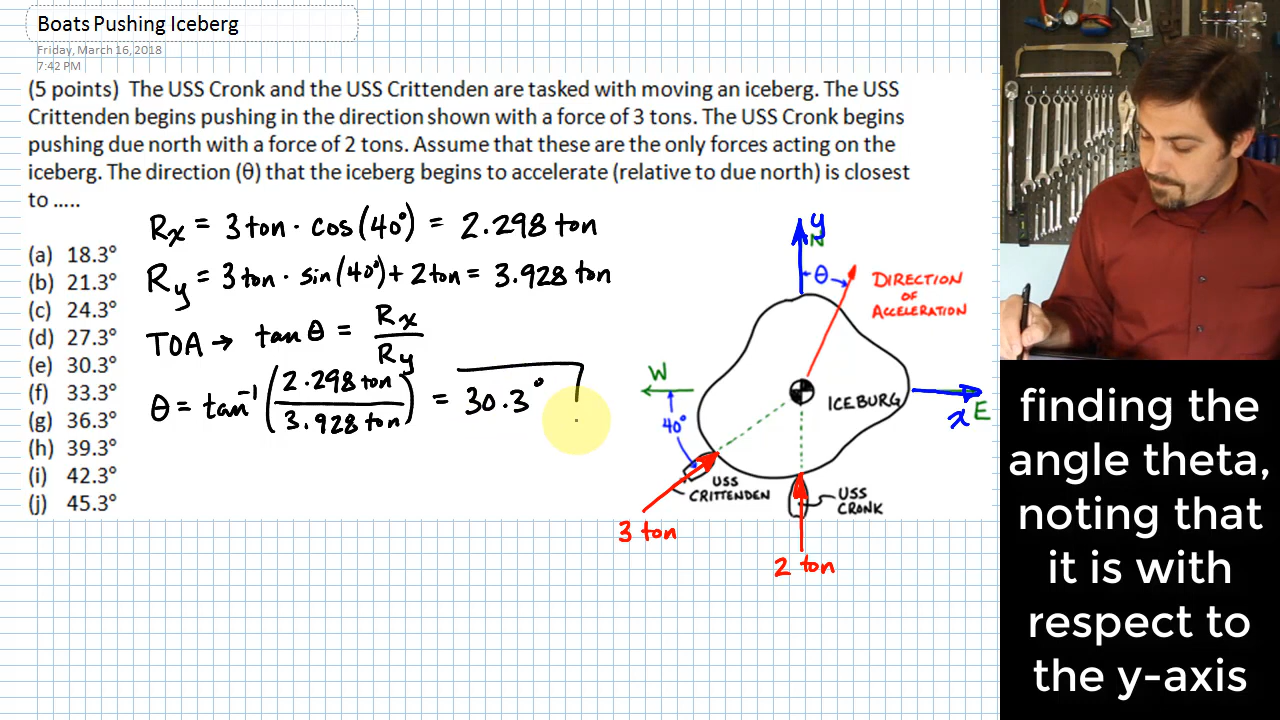 Boats Pushing Iceberg
Friday, March 16, 2018
7:42 PM
(5 points)  The USS Cronk and the USS Crittenden are tasked with moving an iceberg. The USS
Crittenden begins pushing in the direction shown with a force of 3 tons. The USS Cronk begins
pushing due north with a force of 2 tons. Assume that these are the only forces acting on the
iceberg. The direction (θ) that the iceberg begins to accelerate (relative to due north) is closest
to .....
Rx = 3 ton · cos(40°) = 2.298 ton
Ry = 3 ton · sin(40°) + 2 ton = 3.928 ton
TOA → tan θ = Rx / Ry
θ = tan⁻¹(2.298 ton / 3.928 ton) = 30.3°
(a) 18.3°
(b) 21.3°
(c) 24.3°
(d) 27.3°
(e) 30.3°
(f) 33.3°
(g) 36.3°
(h) 39.3°
(i) 42.3°
(j) 45.3°
y
N
θ
DIRECTION
OF
ACCELERATION
W
ICEBURG
x E
40°
USS
CRITTENDEN
USS
CRONK
3 ton
2 ton
finding the
angle theta,
noting that
it is with
respect to
the y-axis